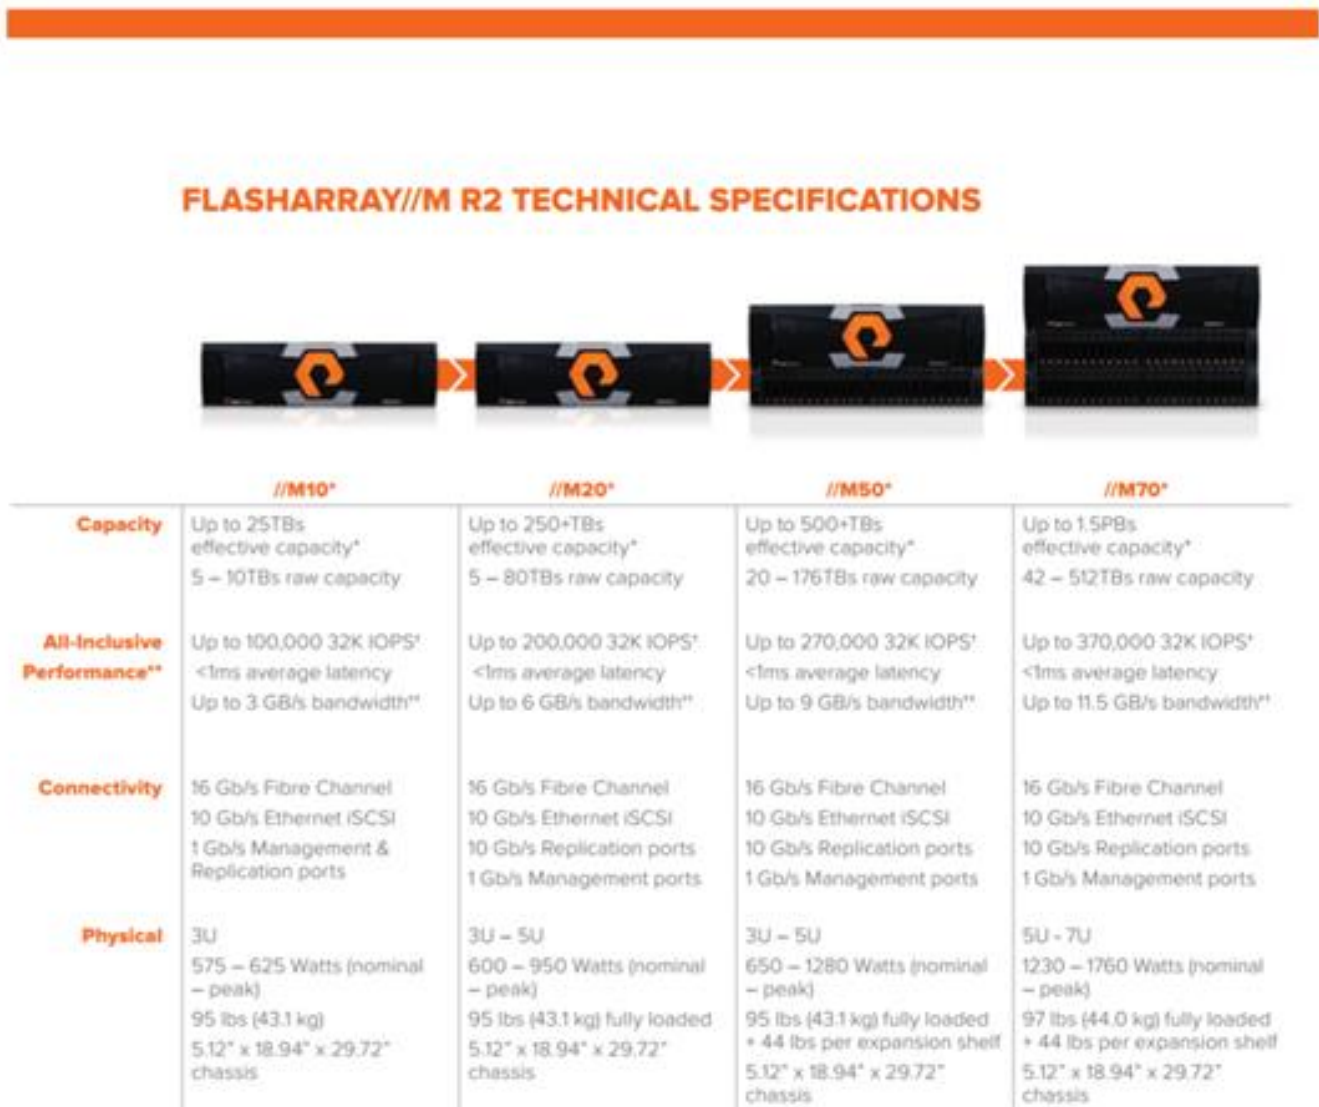 FLASHARRAY//M R2 TECHNICAL SPECIFICATIONS
//M10*
//M20*
//M50*
//M70*
Capacity
Up to 25TBs
effective capacity*
5 – 10TBs raw capacity
Up to 250+TBs
effective capacity*
5 – 80TBs raw capacity
Up to 500+TBs
effective capacity*
20 – 176TBs raw capacity
Up to 1.5PBs
effective capacity*
42 – 512TBs raw capacity
All-Inclusive
Performance**
Up to 100,000 32K IOPS†
<1ms average latency
Up to 3 GB/s bandwidth††
Up to 200,000 32K IOPS†
<1ms average latency
Up to 6 GB/s bandwidth††
Up to 270,000 32K IOPS†
<1ms average latency
Up to 9 GB/s bandwidth††
Up to 370,000 32K IOPS†
<1ms average latency
Up to 11.5 GB/s bandwidth††
Connectivity
16 Gb/s Fibre Channel
10 Gb/s Ethernet iSCSI
1 Gb/s Management &
Replication ports
16 Gb/s Fibre Channel
10 Gb/s Ethernet iSCSI
10 Gb/s Replication ports
1 Gb/s Management ports
16 Gb/s Fibre Channel
10 Gb/s Ethernet iSCSI
10 Gb/s Replication ports
1 Gb/s Management ports
16 Gb/s Fibre Channel
10 Gb/s Ethernet iSCSI
10 Gb/s Replication ports
1 Gb/s Management ports
Physical
3U
575 – 625 Watts (nominal
– peak)
95 lbs (43.1 kg)
5.12" x 18.94" x 29.72"
chassis
3U – 5U
600 – 950 Watts (nominal
– peak)
95 lbs (43.1 kg) fully loaded
5.12" x 18.94" x 29.72"
chassis
3U – 5U
650 – 1280 Watts (nominal
– peak)
95 lbs (43.1 kg) fully loaded
+ 44 lbs per expansion shelf
5.12" x 18.94" x 29.72"
chassis
5U - 7U
1230 – 1760 Watts (nominal
– peak)
97 lbs (44.0 kg) fully loaded
+ 44 lbs per expansion shelf
5.12" x 18.94" x 29.72"
chassis